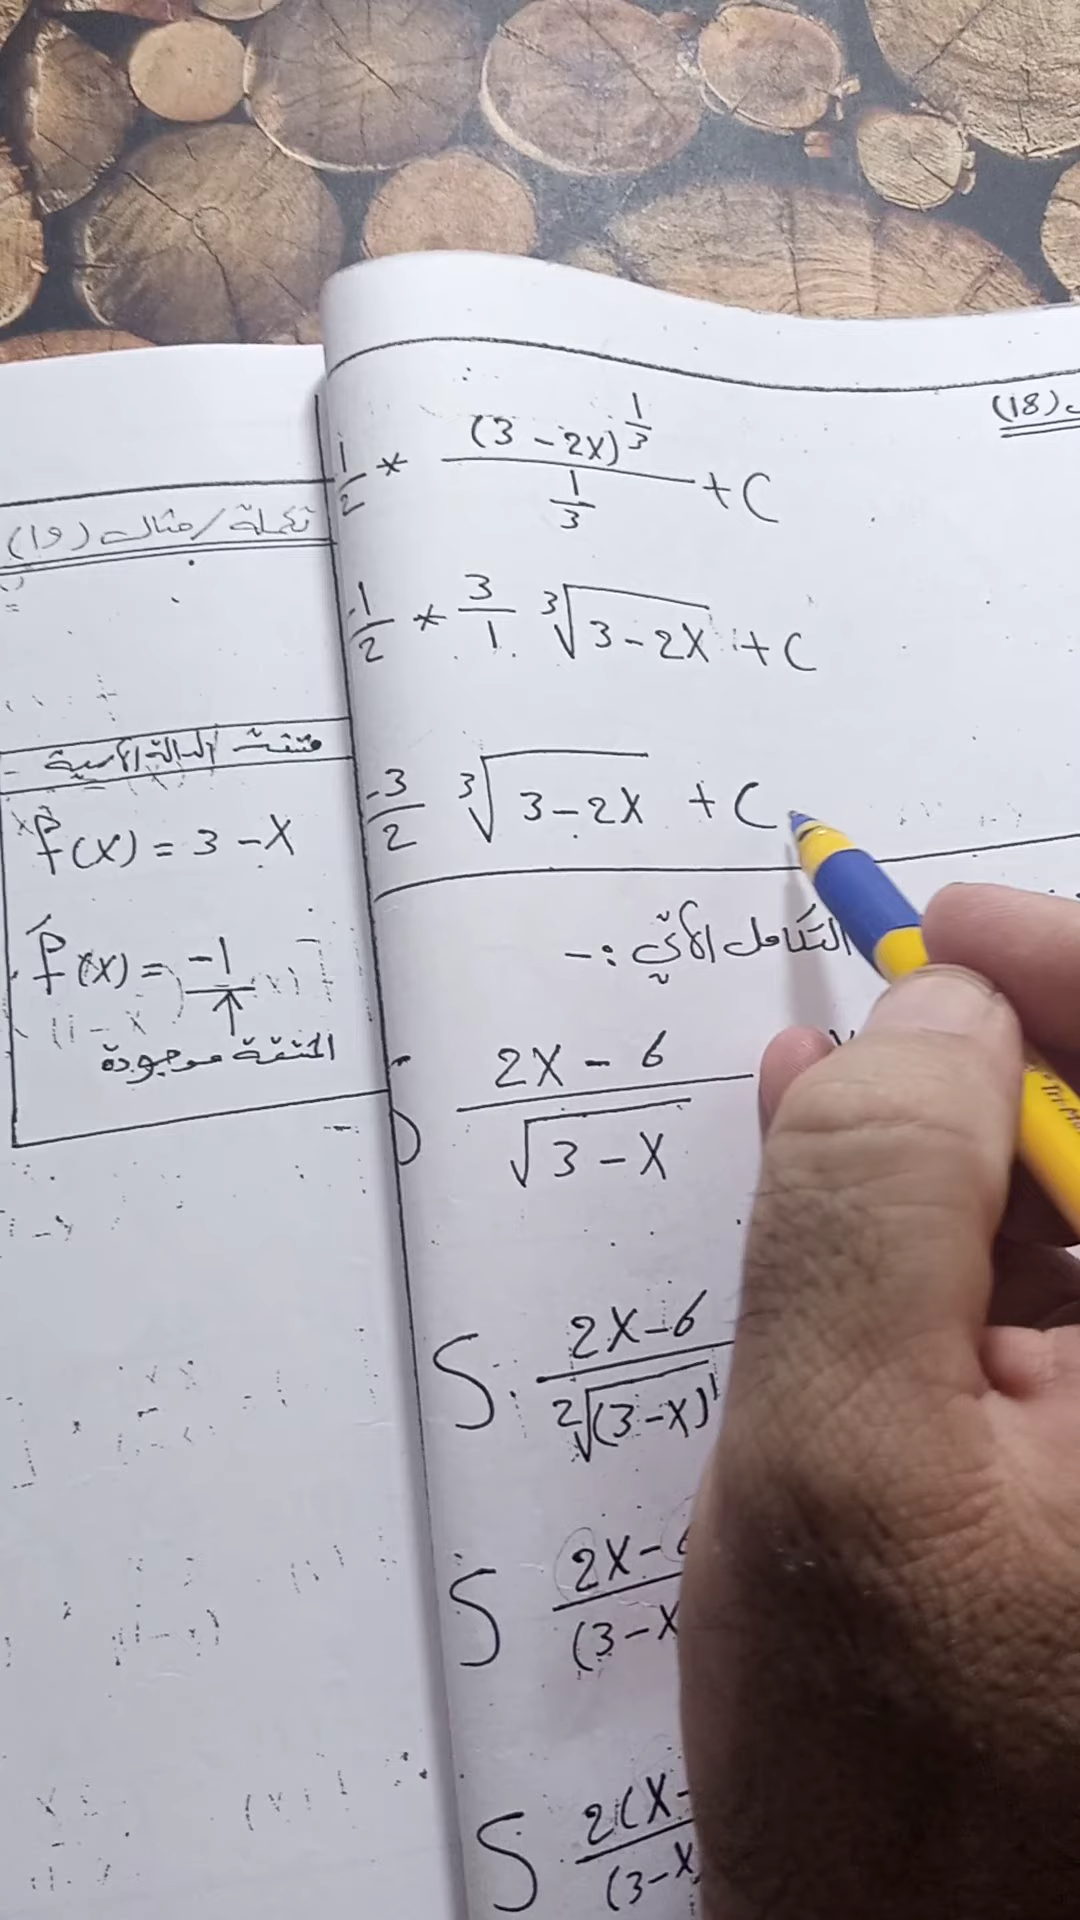 (18)
1/2 * (3 - 2X)^(1/3) / (1/3) + C
-1/2 * 3/1 ∛(3 - 2X) + C
-3/2 ∛(3 - 2X) + C
التكامل الآتي :-
(2X - 6) / √(3 - X)
∫ (2X - 6) / ²√(3 - X)¹
∫ 2X - / (3 - X
∫ 2(X - / (3 - X
تكملة / مثال (19)
مشتقة الدالة الأسية -
f(X) = 3 - X
f́(X) = -1
المشتقة موجودة